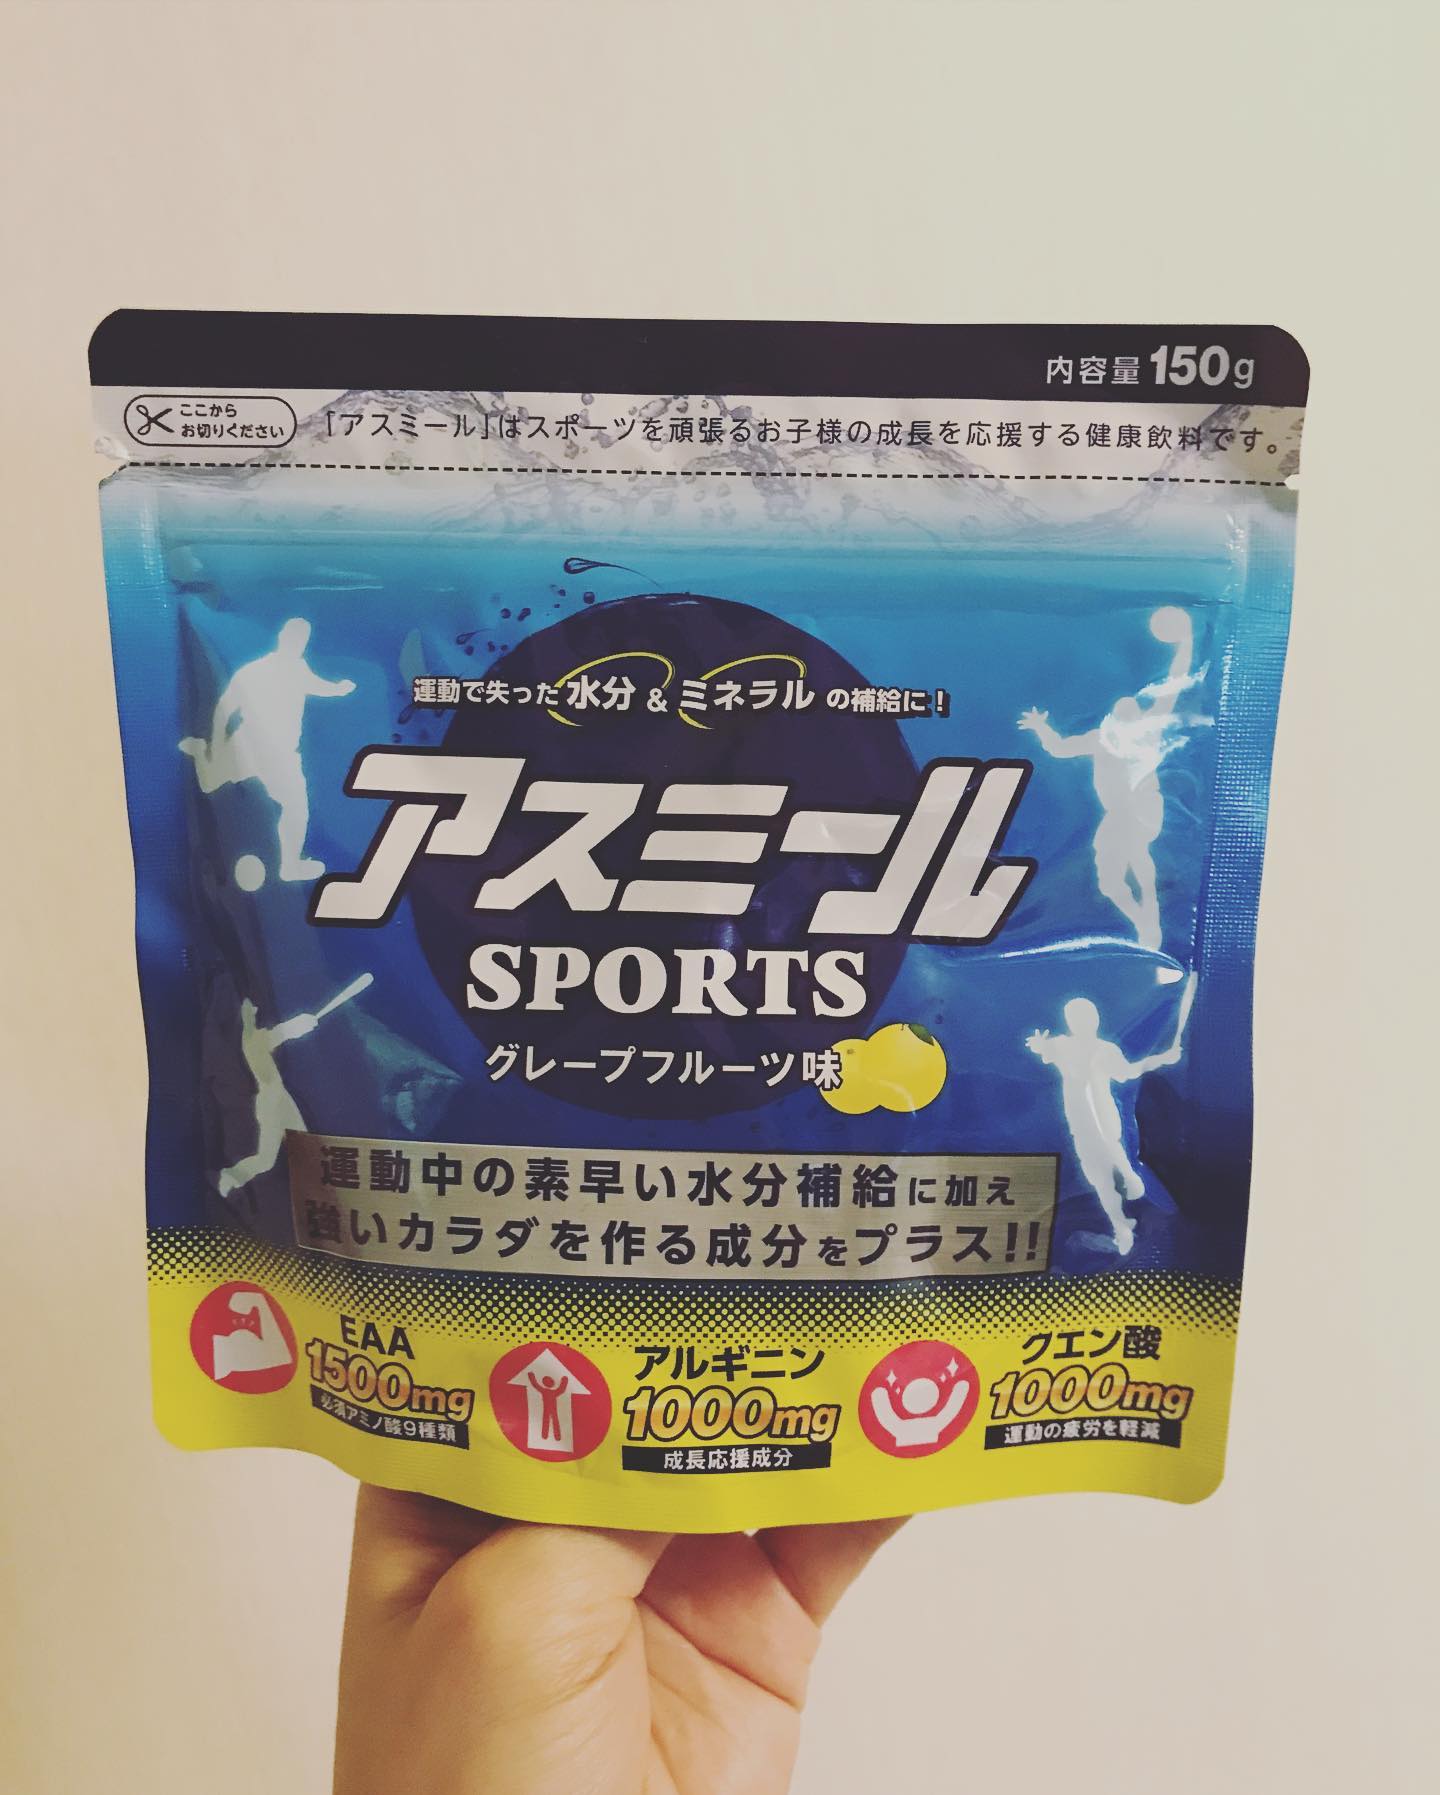 内容量150g
ここから
お切りください
「アスミール」はスポーツを頑張るお子様の成長を応援する健康飲料です。
運動で失った水分&ミネラルの補給に!
アスミール
SPORTS
グレープフルーツ味
運動中の素早い水分補給に加え
強いカラダを作る成分をプラス!!
EAA
1500mg
必須アミノ酸9種類
アルギニン
1000mg
成長応援成分
クエン酸
1000mg
運動の疲労を軽減